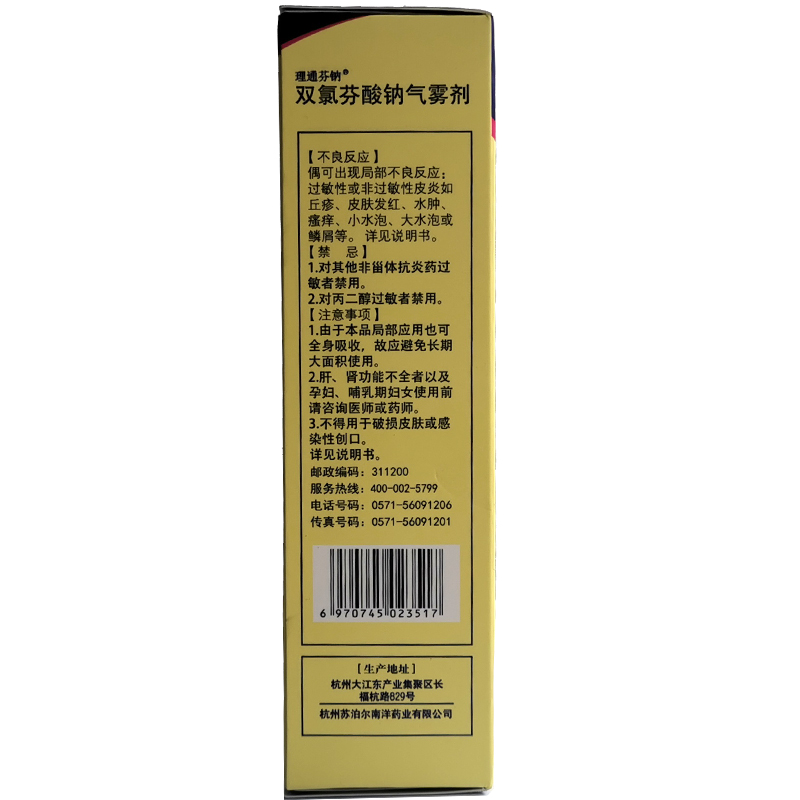 理通芬钠®
双氯芬酸钠气雾剂
【不良反应】
偶可出现局部不良反应：
过敏性或非过敏性皮炎如
丘疹、皮肤发红、水肿、
瘙痒、小水泡、大水泡或
鳞屑等。 详见说明书。
【禁 忌】
1.对其他非甾体抗炎药过
敏者禁用。
2.对丙二醇过敏者禁用。
【注意事项】
1.由于本品局部应用也可
全身吸收，故应避免长期
大面积使用。
2.肝、肾功能不全者以及
孕妇、哺乳期妇女使用前
请咨询医师或药师。
3.不得用于破损皮肤或感
染性创口。
详见说明书。
邮政编码：311200
服务热线：400-002-5799
电话号码：0571-56091206
传真号码：0571-56091201
6 970745 023517
[生产地址]
杭州大江东产业集聚区长
福杭路829号
杭州苏泊尔南洋药业有限公司